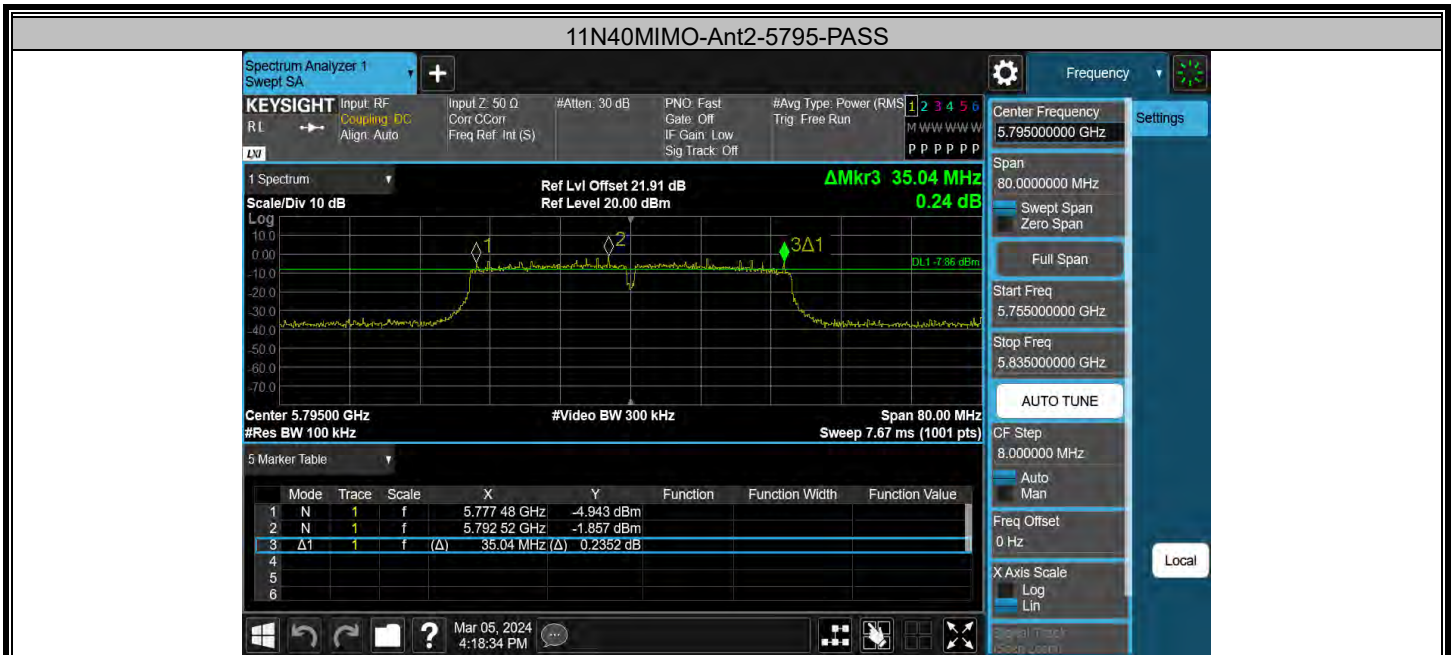 11N40MIMO-Ant2-5795-PASS
Spectrum Analyzer 1
Swept SA
Frequency
KEYSIGHT Input: RF Input Z: 50 Ω #Atten: 30 dB PNO: Fast #Avg Type: Power (RMS 1 2 3 4 5 6
RL Coupling: DC Corr CCorr Gate: Off Trig: Free Run M W W W W W
Align: Auto Freq Ref: Int (S) IF Gain: Low
LXI Sig Track: Off P P P P P P
1 Spectrum
ΔMkr3 35.04 MHz
Ref Lvl Offset 21.91 dB
Scale/Div 10 dB Ref Level 20.00 dBm 0.24 dB
Log
10.0
0.00
-10.0
-20.0
-30.0
-40.0
-50.0
-60.0
-70.0
1
2
3Δ1
DL1 -7.86 dBm
Center 5.79500 GHz #Video BW 300 kHz Span 80.00 MHz
#Res BW 100 kHz Sweep 7.67 ms (1001 pts)
5 Marker Table
Mode Trace Scale X Y Function Function Width Function Value
1 N 1 f 5.777 48 GHz -4.943 dBm
2 N 1 f 5.792 52 GHz -1.857 dBm
3 Δ1 1 f (Δ) 35.04 MHz (Δ) 0.2352 dB
4
5
6
Mar 05, 2024
4:18:34 PM
Center Frequency
5.795000000 GHz
Settings
Span
80.0000000 MHz
Swept Span
Zero Span
Full Span
Start Freq
5.755000000 GHz
Stop Freq
5.835000000 GHz
AUTO TUNE
CF Step
8.000000 MHz
Auto
Man
Freq Offset
0 Hz
X Axis Scale
Log
Lin
Local
Signal Track
(Span Zoom)